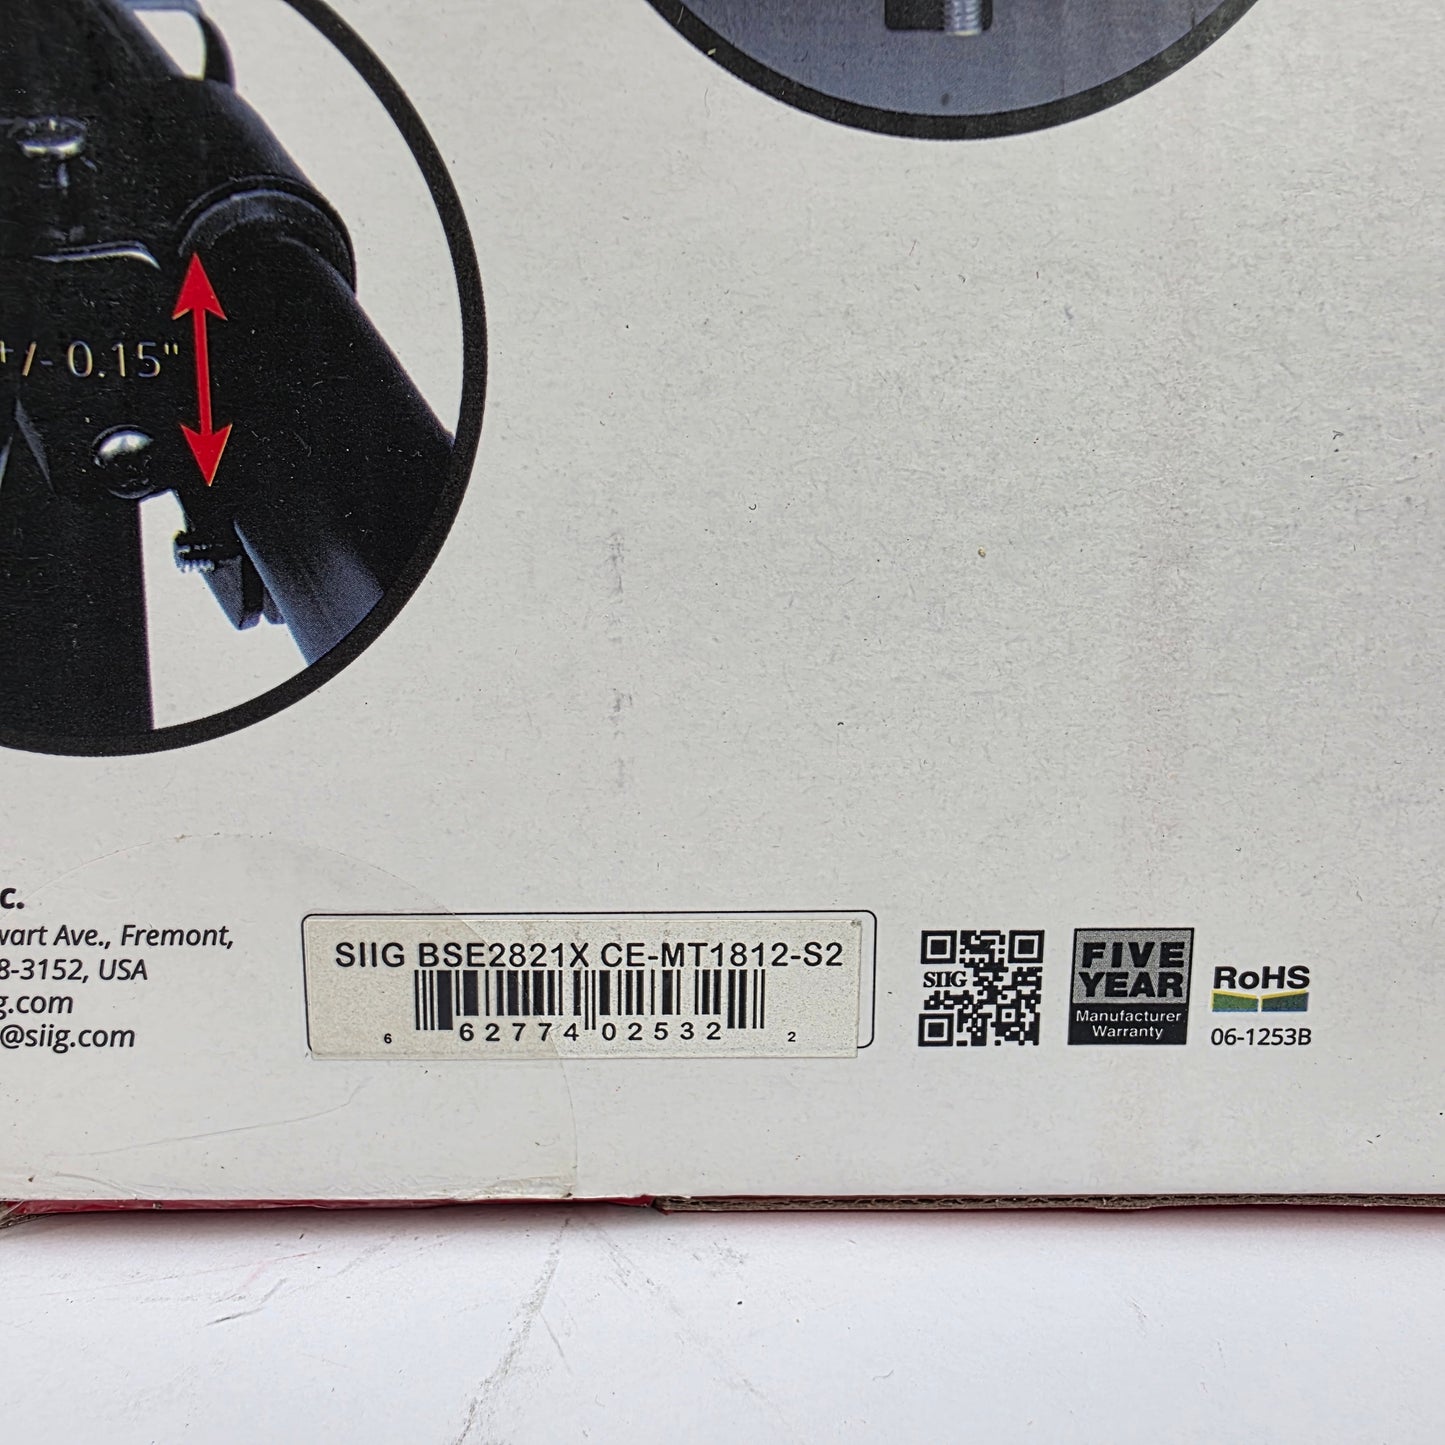 +/- 0.15"
c.
wart Ave., Fremont,
8-3152, USA
g.com
@siig.com
SIIG BSE2821X CE-MT1812-S2
6 62774 02532 2
SIIG
FIVE
YEAR
Manufacturer
Warranty
RoHS
06-1253B